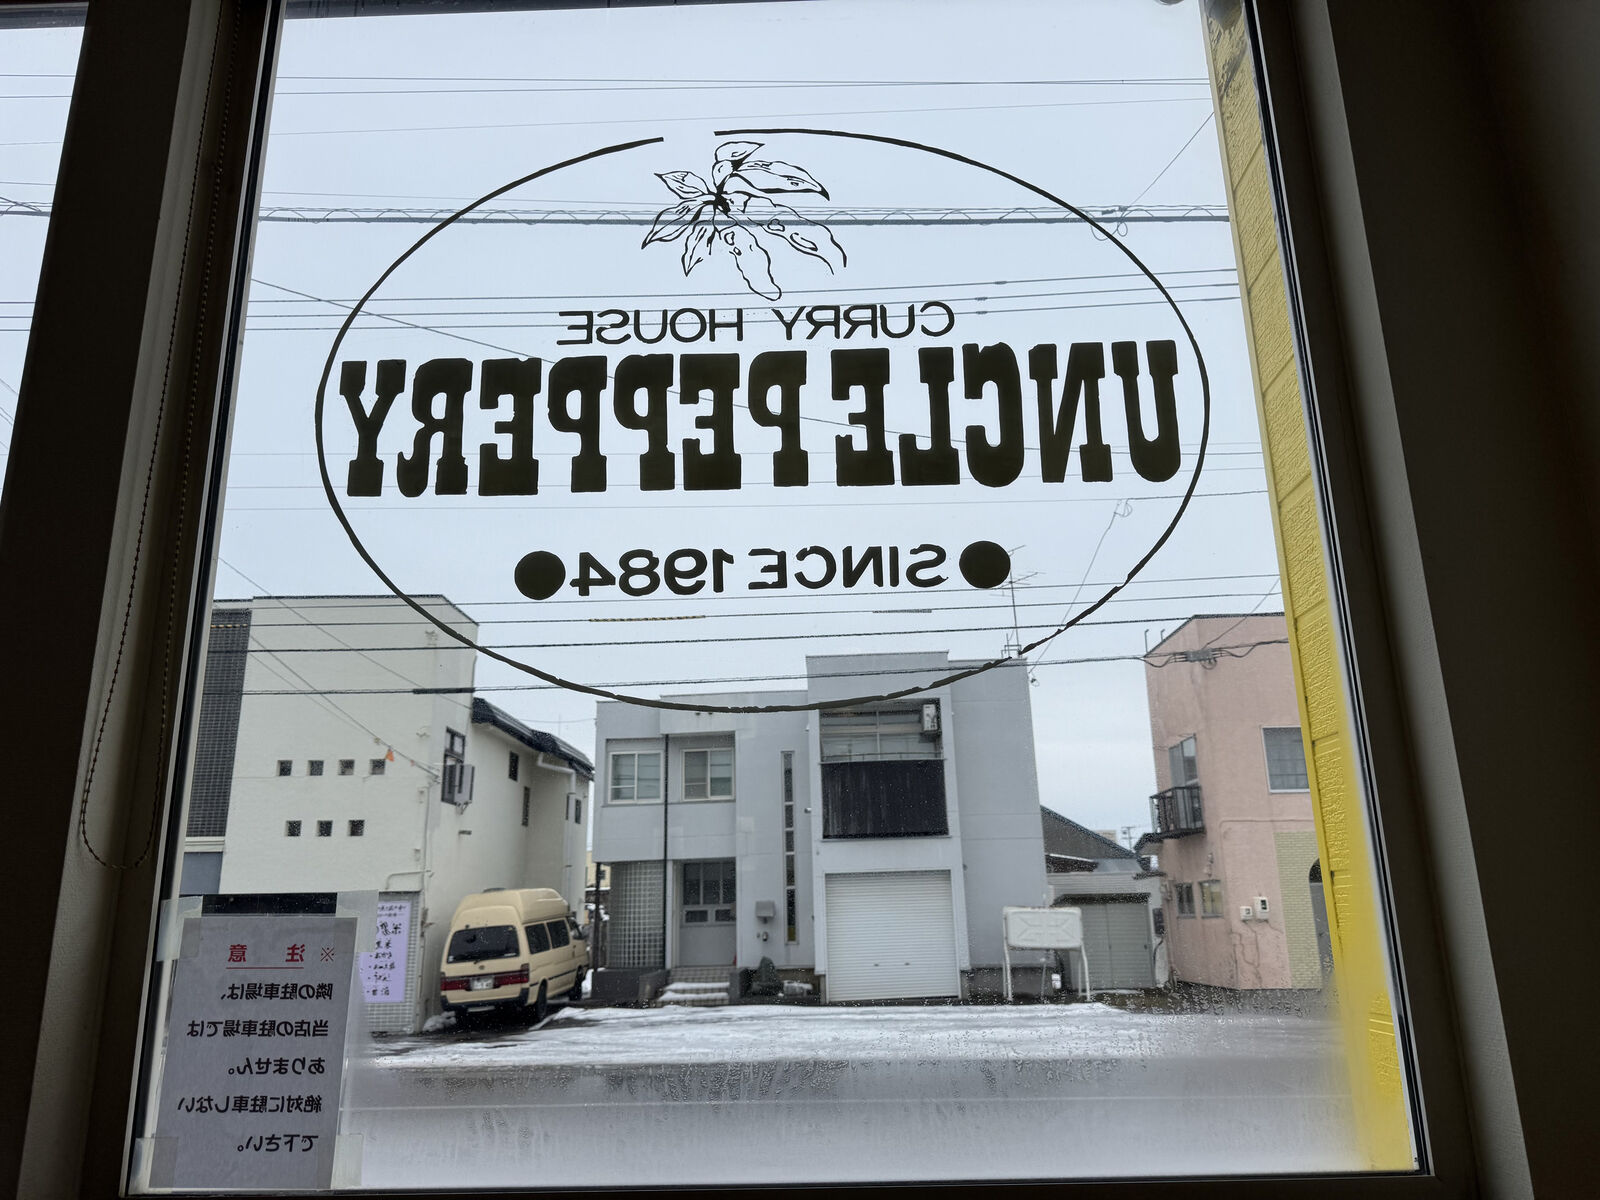 CURRY HOUSE
UNCLE PEPPERY
●SINCE 1984●
※ 注 意
隣の駐車場は、
当店の駐車場では
ありません。
絶対に駐車しない
で下さい。